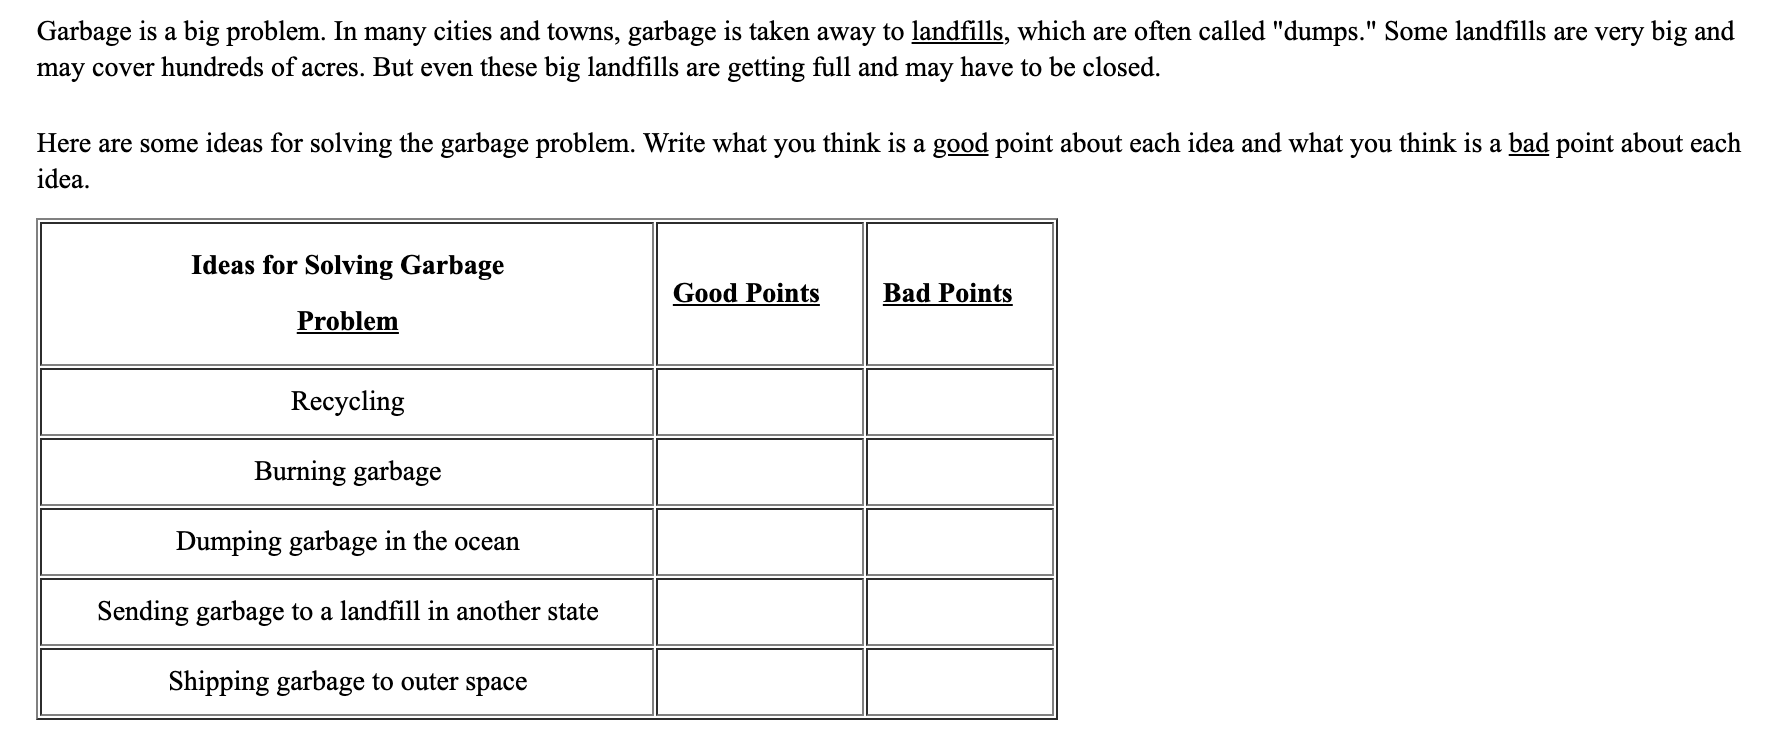 Garbage is a big problem. In many cities and towns, garbage is taken away to landfills, which are often called "dumps." Some landfills are very big and
may cover hundreds of acres. But even these big landfills are getting full and may have to be closed.
Here are some ideas for solving the garbage problem. Write what you think is a good point about each idea and what you think is a bad point about each
idea.
Ideas for Solving Garbage
Problem
Good Points
Bad Points
Recycling
Burning garbage
Dumping garbage in the ocean
Sending garbage to a landfill in another state
Shipping garbage to outer space